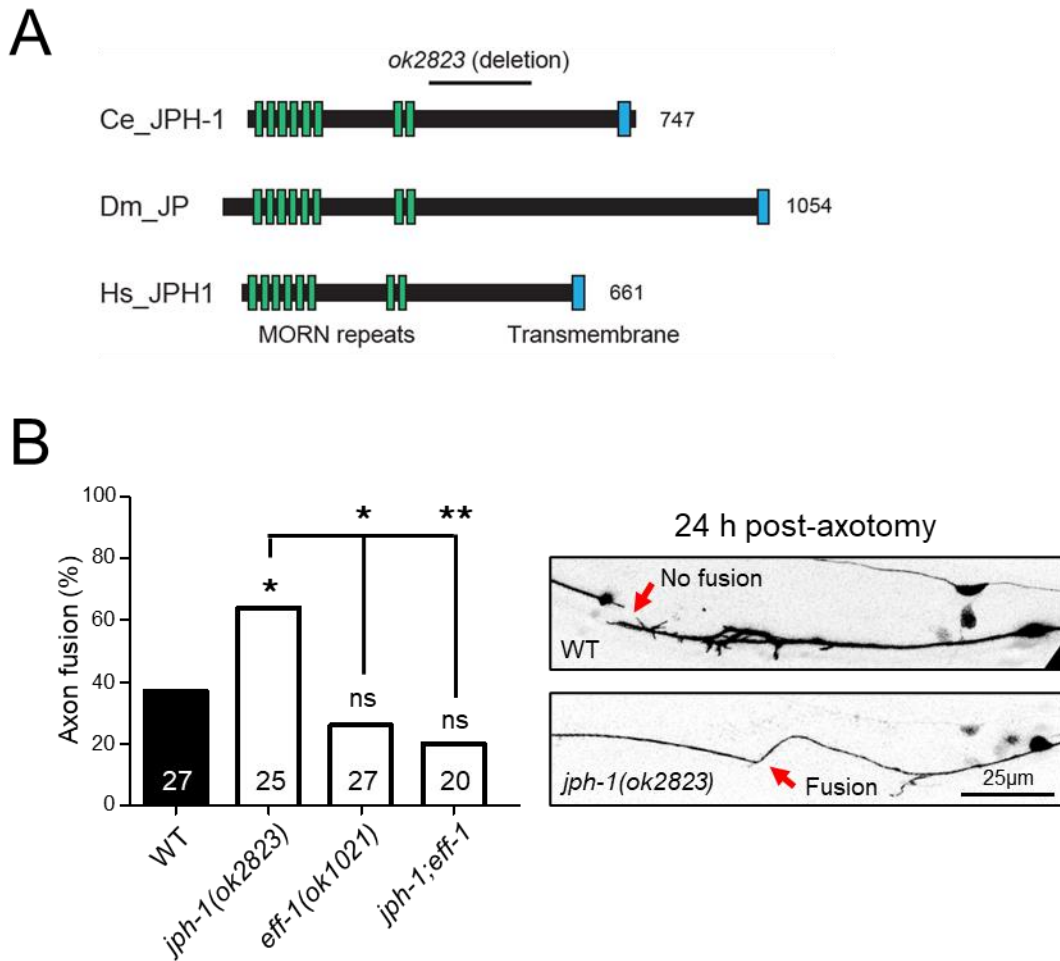 A
ok2823 (deletion)
Ce_JPH-1
747
Dm_JP
1054
Hs_JPH1
661
MORN repeats
Transmembrane
B
Axon fusion (%)
100
80
60
40
20
0
* **
*
ns
ns
27 25 27 20
WT
jph-1(ok2823)
eff-1(ok1021)
jph-1;eff-1
24 h post-axotomy
No fusion
WT
Fusion
jph-1(ok2823)
25µm